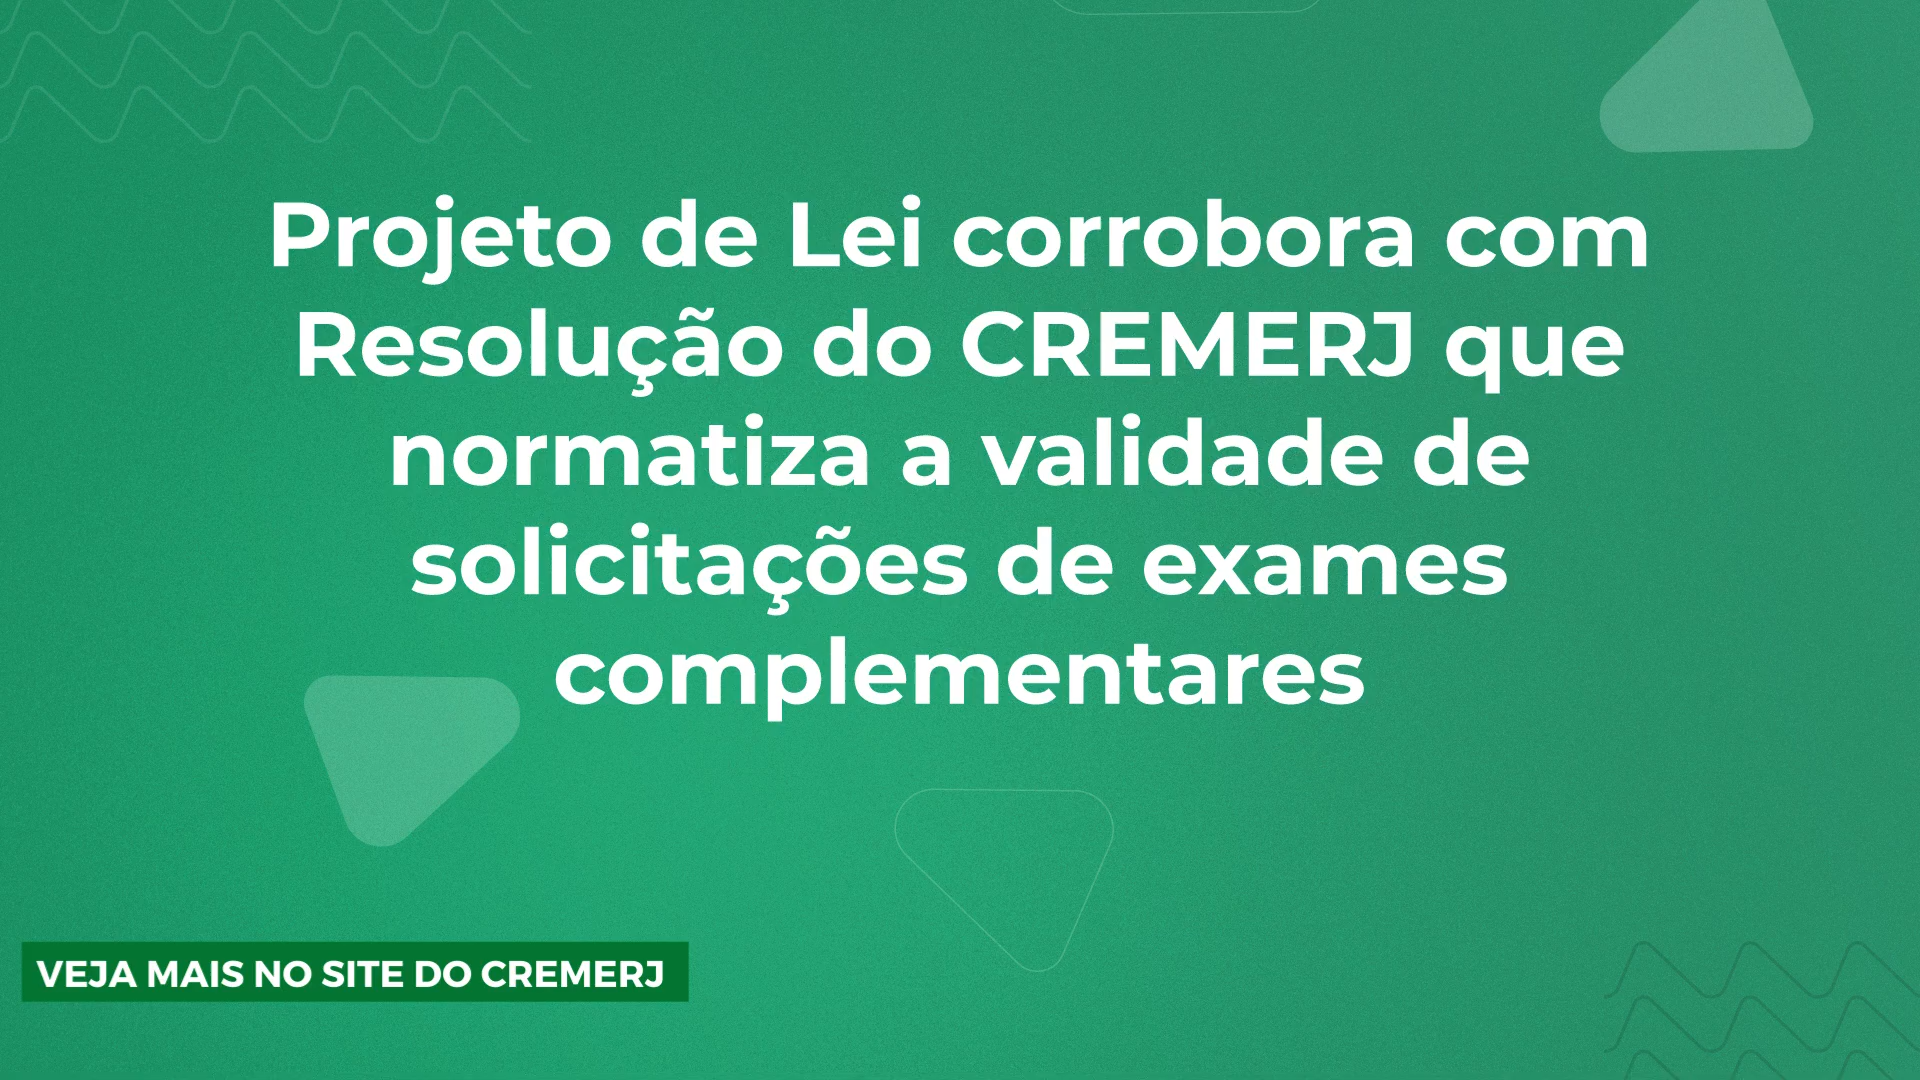 Projeto de Lei corrobora com
Resolução do CREMERJ que
normatiza a validade de
solicitações de exames
complementares
VEJA MAIS NO SITE DO CREMERJ